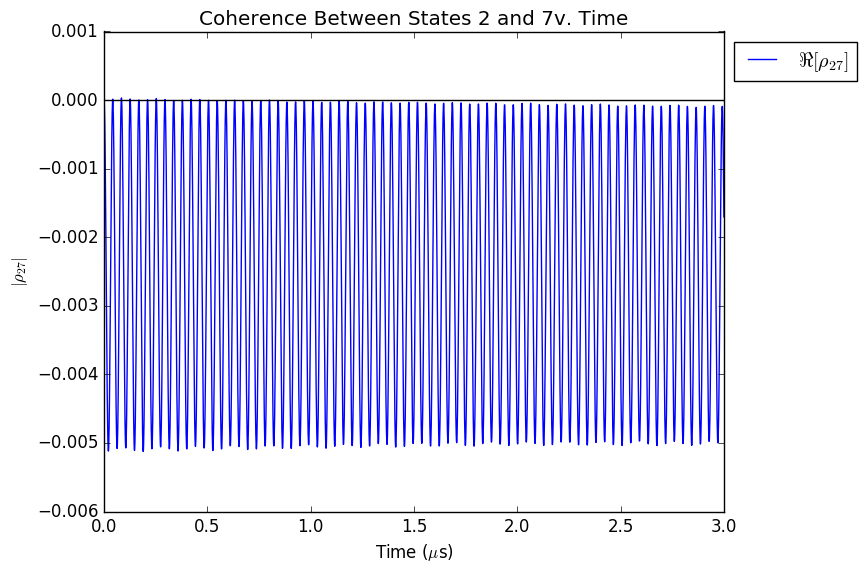 Coherence Between States 2 and 7v. Time
0.001
0.000
−0.001
−0.002
−0.003
−0.004
−0.005
−0.006
|ρ₂₇|
0.0 0.5 1.0 1.5 2.0 2.5 3.0
Time (μs)
ℜ[ρ₂₇]